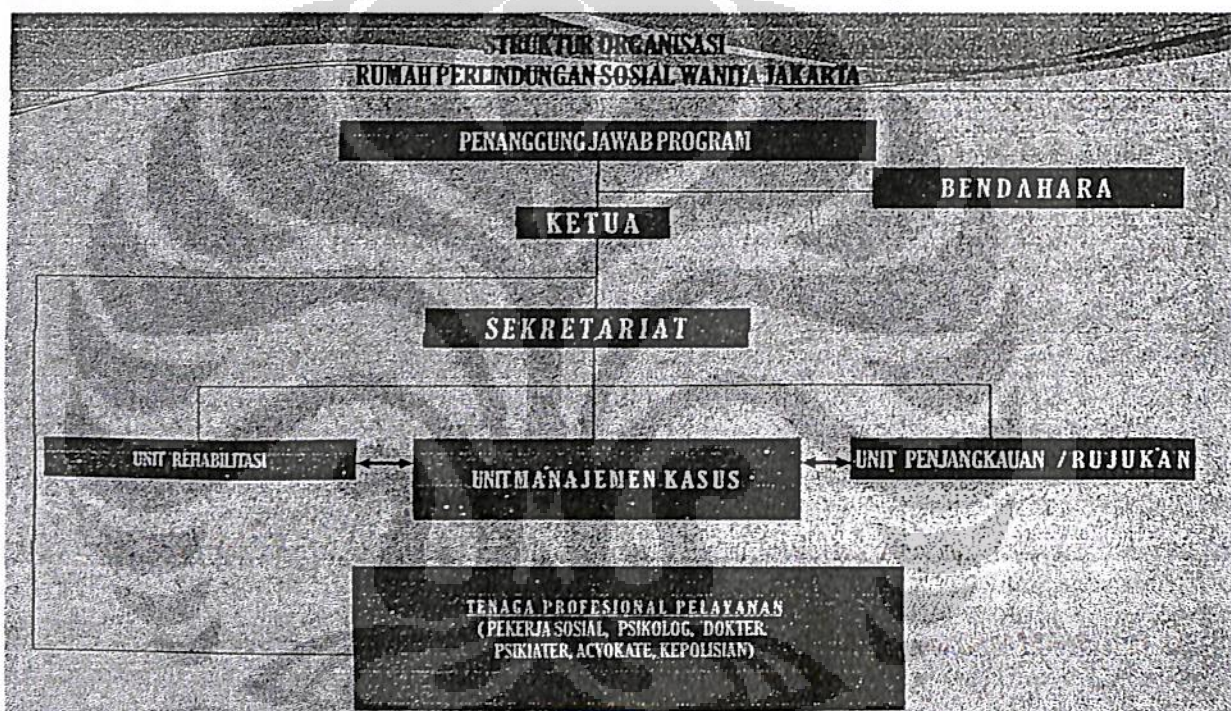 STRUKTUR ORGANISASI
RUMAH PERLINDUNGAN SOSIAL WANITA JAKARTA
PENANGGUNG JAWAB PROGRAM
BENDAHARA
KETUA
SEKRETARIAT
UNIT REHABILITASI
UNIT MANAJEMEN KASUS
UNIT PENJANGKAUAN / RUJUKAN
TENAGA PROFESIONAL PELAYANAN
( PEKERJA SOSIAL, PSIKOLOG, DOKTER
PSIKIATER, ACVOKATE, KEPOLISIAN)